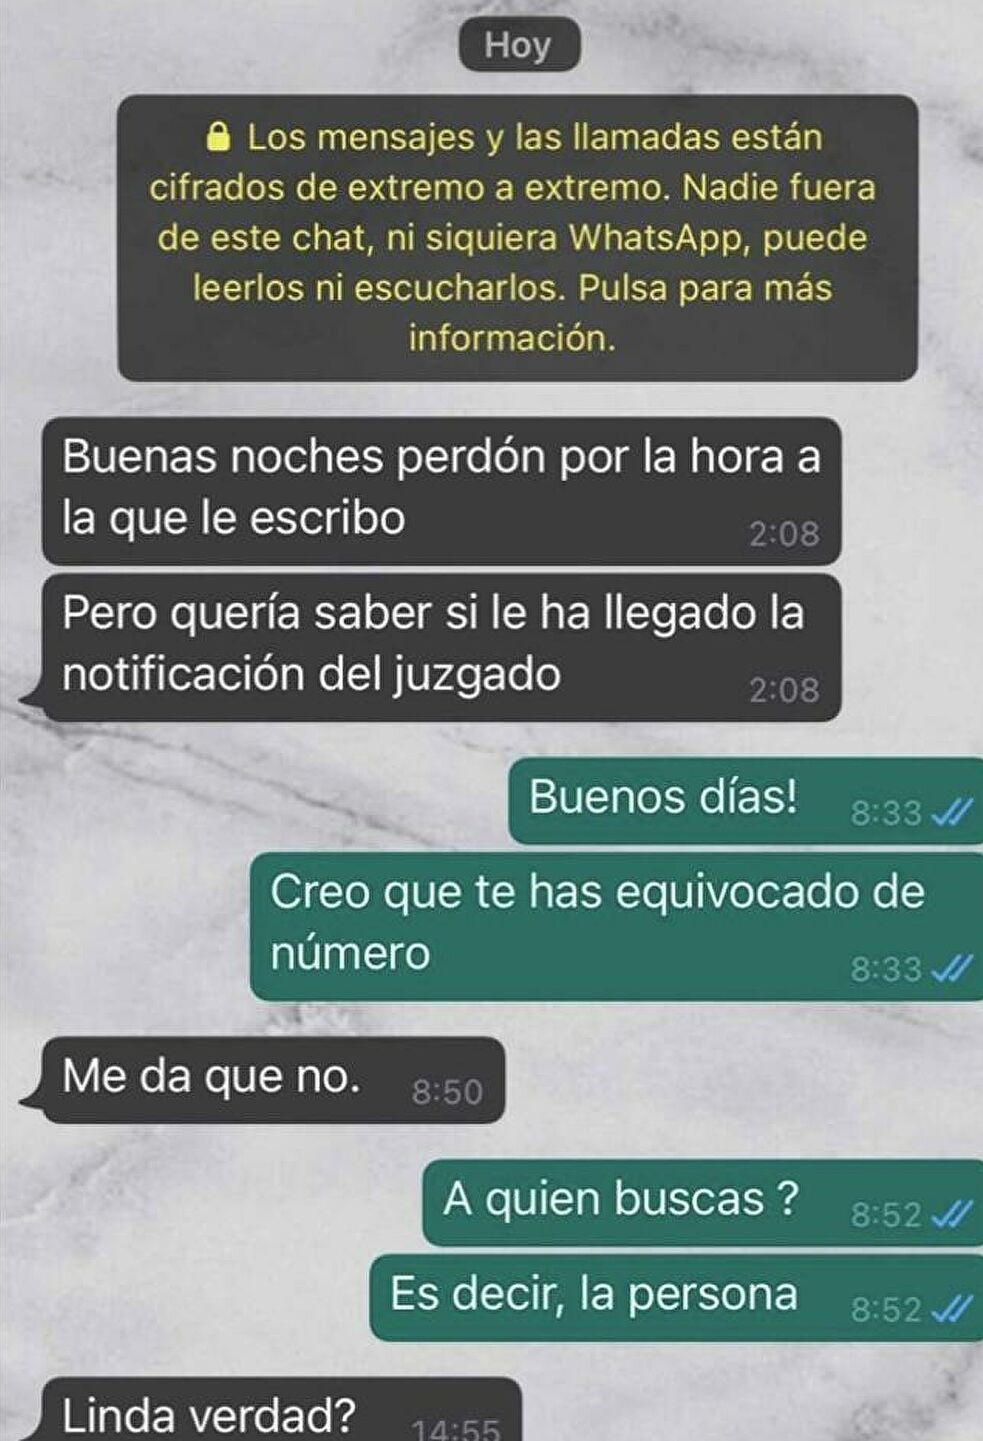 Hoy
Los mensajes y las llamadas están
cifrados de extremo a extremo. Nadie fuera
de este chat, ni siquiera WhatsApp, puede
leerlos ni escucharlos. Pulsa para más
información.
Buenas noches perdón por la hora a
la que le escribo
2:08
Pero quería saber si le ha llegado la
notificación del juzgado
2:08
Buenos días!
8:33
Creo que te has equivocado de
número
8:33
Me da que no.
8:50
A quien buscas ?
8:52
Es decir, la persona
8:52
Linda verdad?
14:55